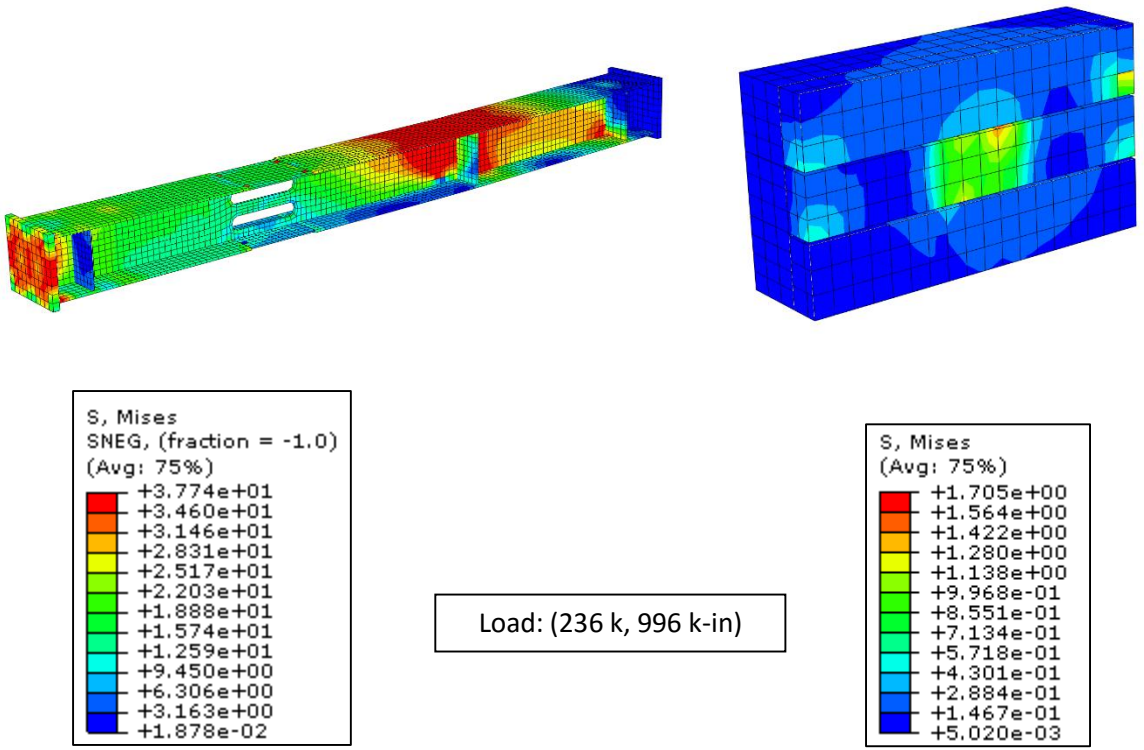 S, Mises
SNEG, (fraction = -1.0)
(Avg: 75%)
+3.774e+01
+3.460e+01
+3.146e+01
+2.831e+01
+2.517e+01
+2.203e+01
+1.888e+01
+1.574e+01
+1.259e+01
+9.450e+00
+6.306e+00
+3.163e+00
+1.878e-02
Load: (236 k, 996 k-in)
S, Mises
(Avg: 75%)
+1.705e+00
+1.564e+00
+1.422e+00
+1.280e+00
+1.138e+00
+9.968e-01
+8.551e-01
+7.134e-01
+5.718e-01
+4.301e-01
+2.884e-01
+1.467e-01
+5.020e-03